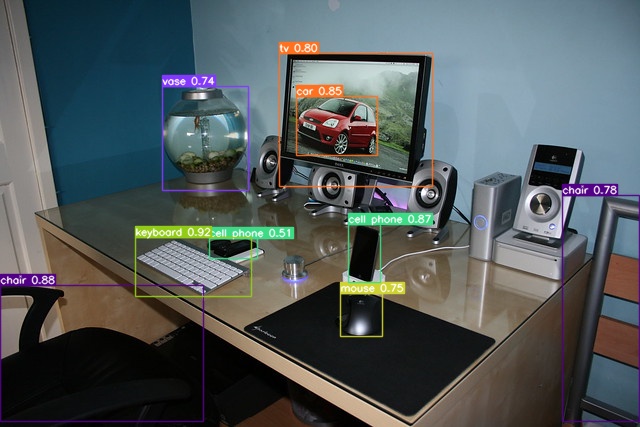 tv 0.80
vase 0.74
car 0.85
chair 0.78
cell phone 0.87
keyboard 0.92
cell phone 0.51
chair 0.88
mouse 0.75